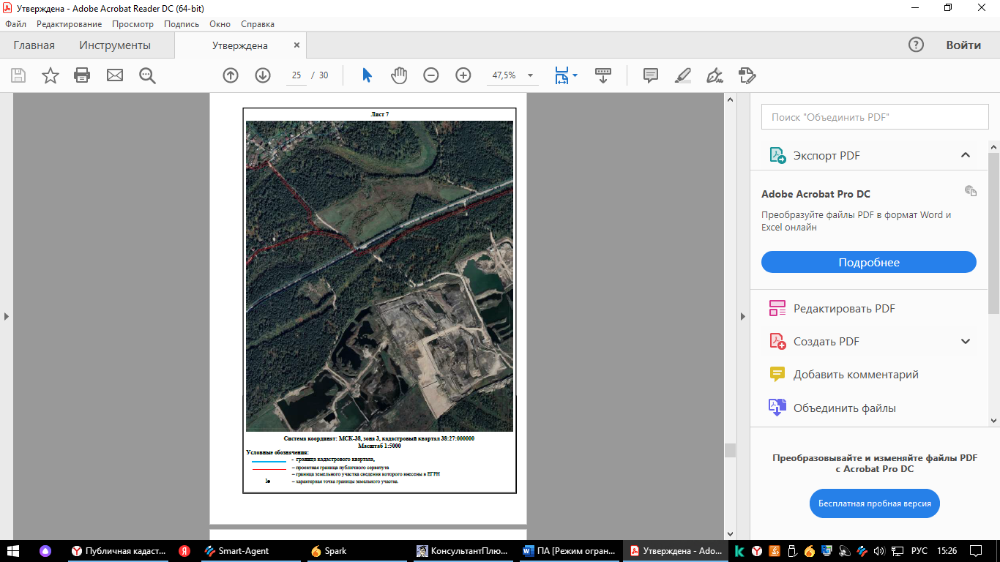 Утверждена - Adobe Acrobat Reader DC (64-bit)
Файл Редактирование Просмотр Подпись Окно Справка
Главная Инструменты Утверждена × Войти
25 / 30 47,5%
Лист 7
Система координат: МСК-38, зона 3, кадастровый квартал 38:27:000000
Масштаб 1:5000
Условные обозначения:
- граница кадастрового квартала,
– проектная граница публичного сервитута
– граница земельного участка сведения которого внесены в ЕГРН
– характерная точка границы земельного участка.
Поиск "Объединить PDF"
Экспорт PDF
Adobe Acrobat Pro DC
Преобразуйте файлы PDF в формат Word и
Excel онлайн
Подробнее
Редактировать PDF
Создать PDF
Добавить комментарий
Объединить файлы
Преобразовывайте и изменяйте файлы PDF
с Acrobat Pro DC
Бесплатная пробная версия
Публичная кадаст... Smart-Agent Spark КонсультантПлю... ПА [Режим огран... Утверждена - Ado... РУС 15:26